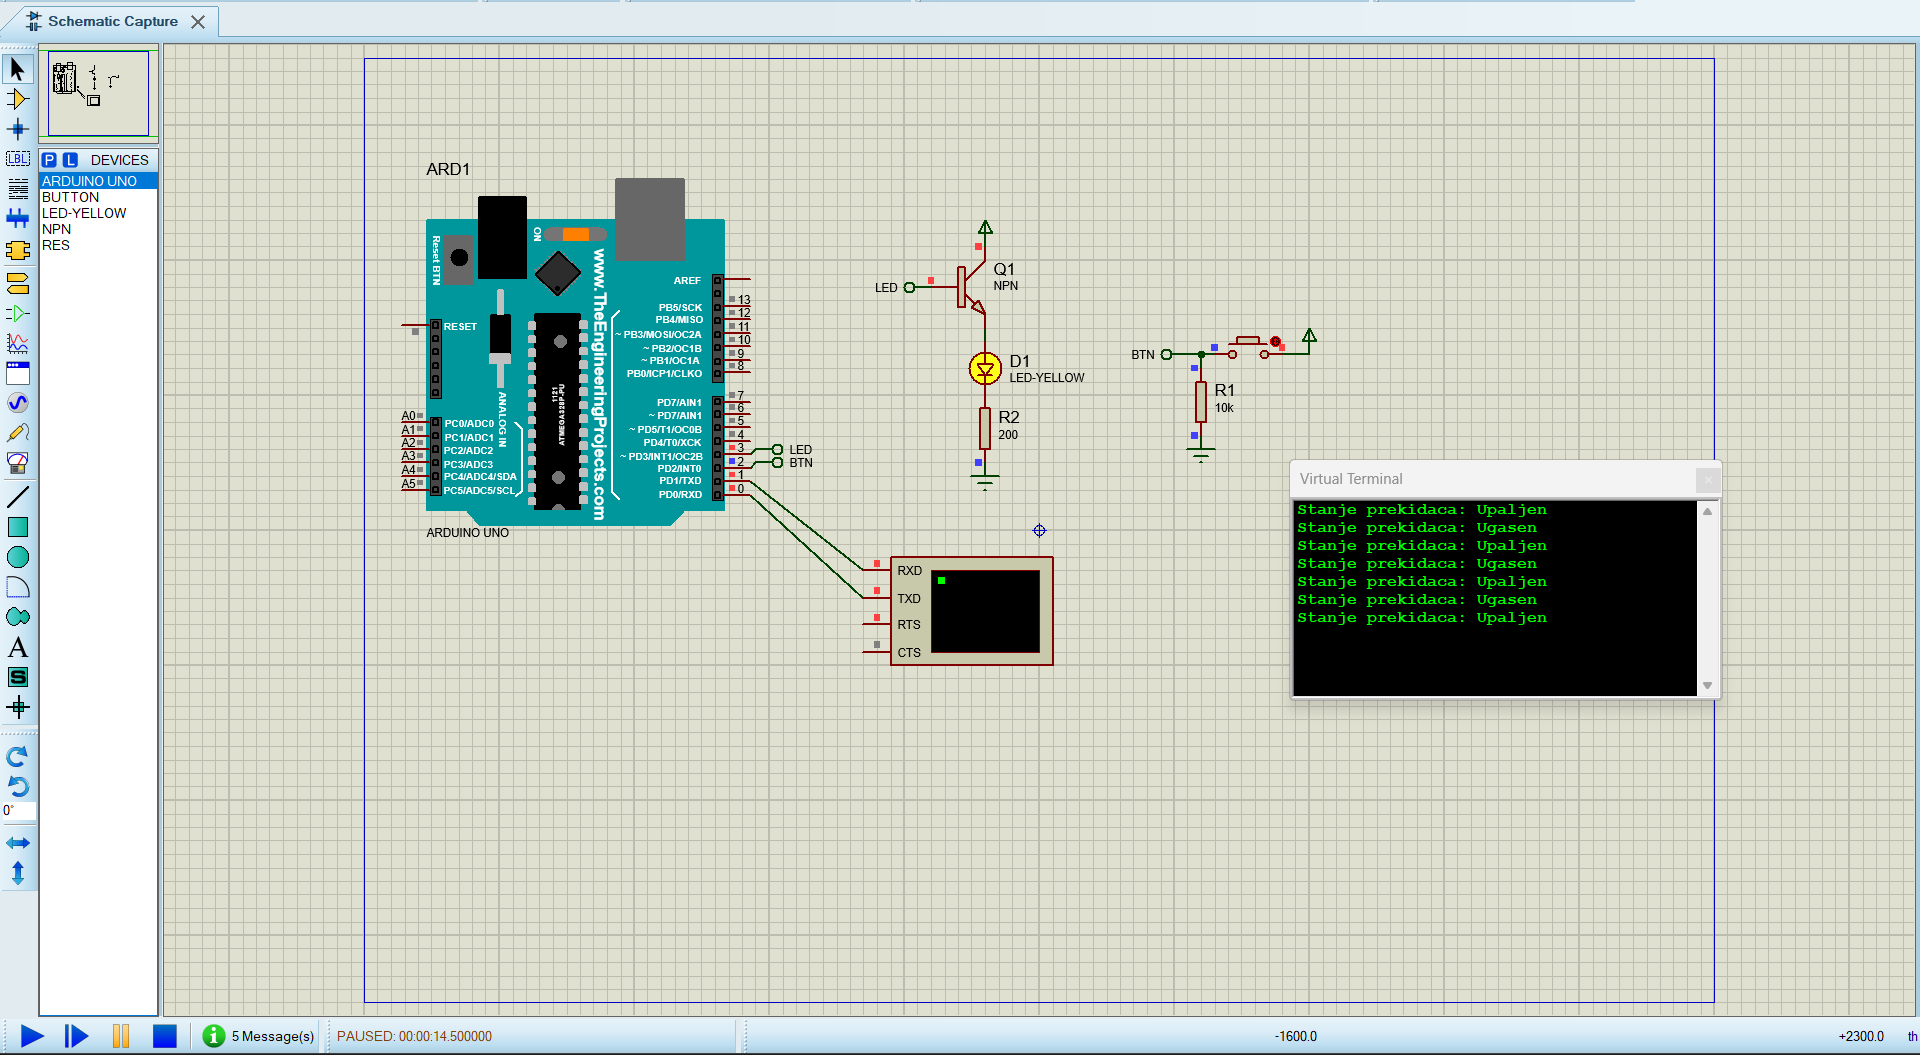 Schematic Capture
P L DEVICES
ARDUINO UNO
BUTTON
LED-YELLOW
NPN
RES
LBL
A
S
0°
ARD1
Reset BTN
ON
www.TheEngineeringProjects.com
RESET
ANALOG IN
1121
ATMEGA328P-PU
A0 PC0/ADC0
A1 PC1/ADC1
A2 PC2/ADC2
A3 PC3/ADC3
A4 PC4/ADC4/SDA
A5 PC5/ADC5/SCL
AREF
PB5/SCK 13
PB4/MISO 12
~ PB3/MOSI/OC2A 11
~ PB2/OC1B 10
~ PB1/OC1A 9
PB0/ICP1/CLKO 8
PD7/AIN1 7
~ PD7/AIN1 6
~ PD5/T1/OC0B 5
PD4/T0/XCK 4
~ PD3/INT1/OC2B 3
PD2/INT0 2
PD1/TXD 1
PD0/RXD 0
LED
BTN
ARDUINO UNO
LED
Q1
NPN
D1
LED-YELLOW
R2
200
BTN
R1
10k
RXD
TXD
RTS
CTS
Virtual Terminal
Stanje prekidaca: Upaljen
Stanje prekidaca: Ugasen
Stanje prekidaca: Upaljen
Stanje prekidaca: Ugasen
Stanje prekidaca: Upaljen
Stanje prekidaca: Ugasen
Stanje prekidaca: Upaljen
5 Message(s)
PAUSED: 00:00:14.500000
-1600.0
+2300.0
th